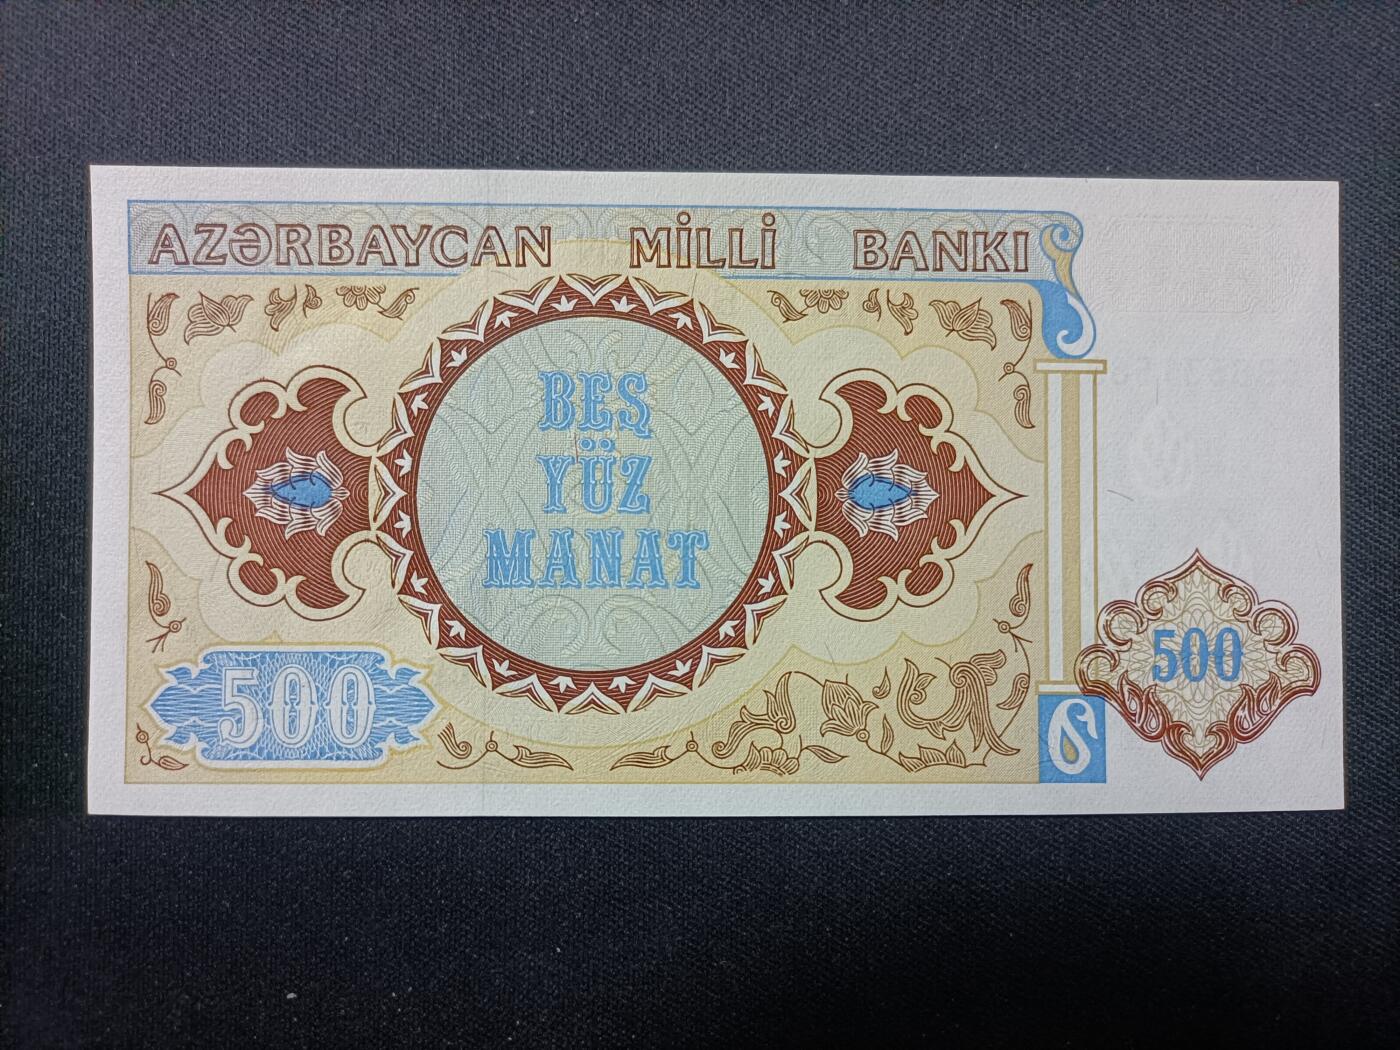 AZƏRBAYCAN MİLLİ BANKI
BEŞ
YÜZ
MANAT
500
500